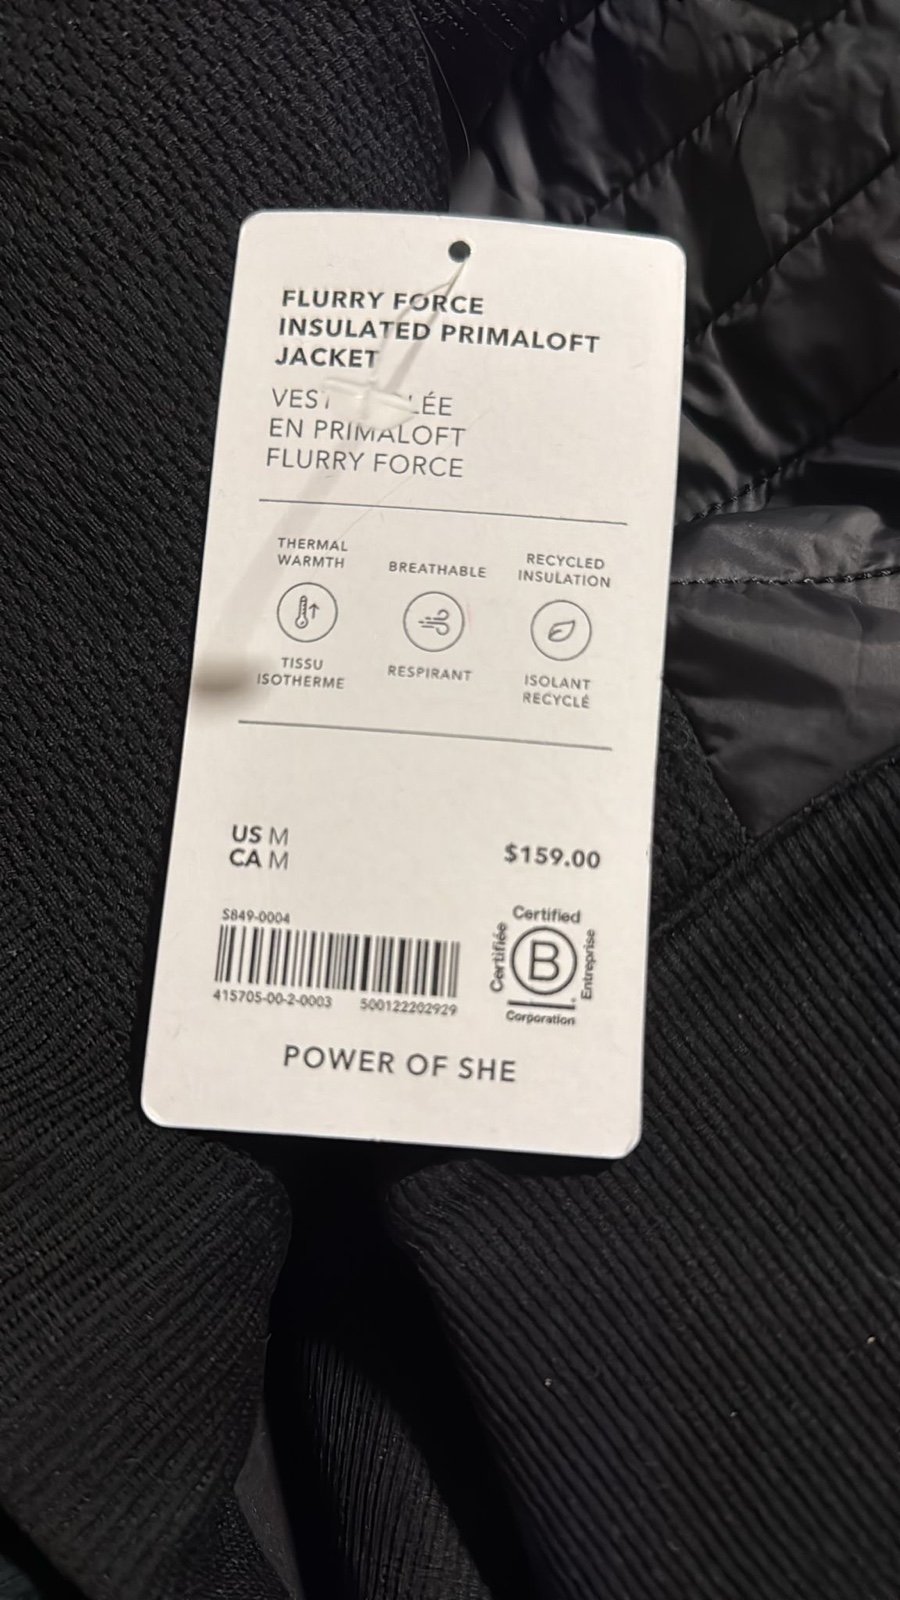 FLURRY FORCE
INSULATED PRIMALOFT
JACKET
EN PRIMALOFT
FLURRY FORCE
THERMAL
WARMTH
BREATHABLE
RECYCLED
INSULATION
TISSU
ISOTHERME
RESPIRANT
ISOLANT
RECYCLÉ
US M
CA M
$159.00
S849-0004
415705-00-2-0003 500122202929
Certified
Certifiée
B
Entreprise
Corporation
POWER OF SHE